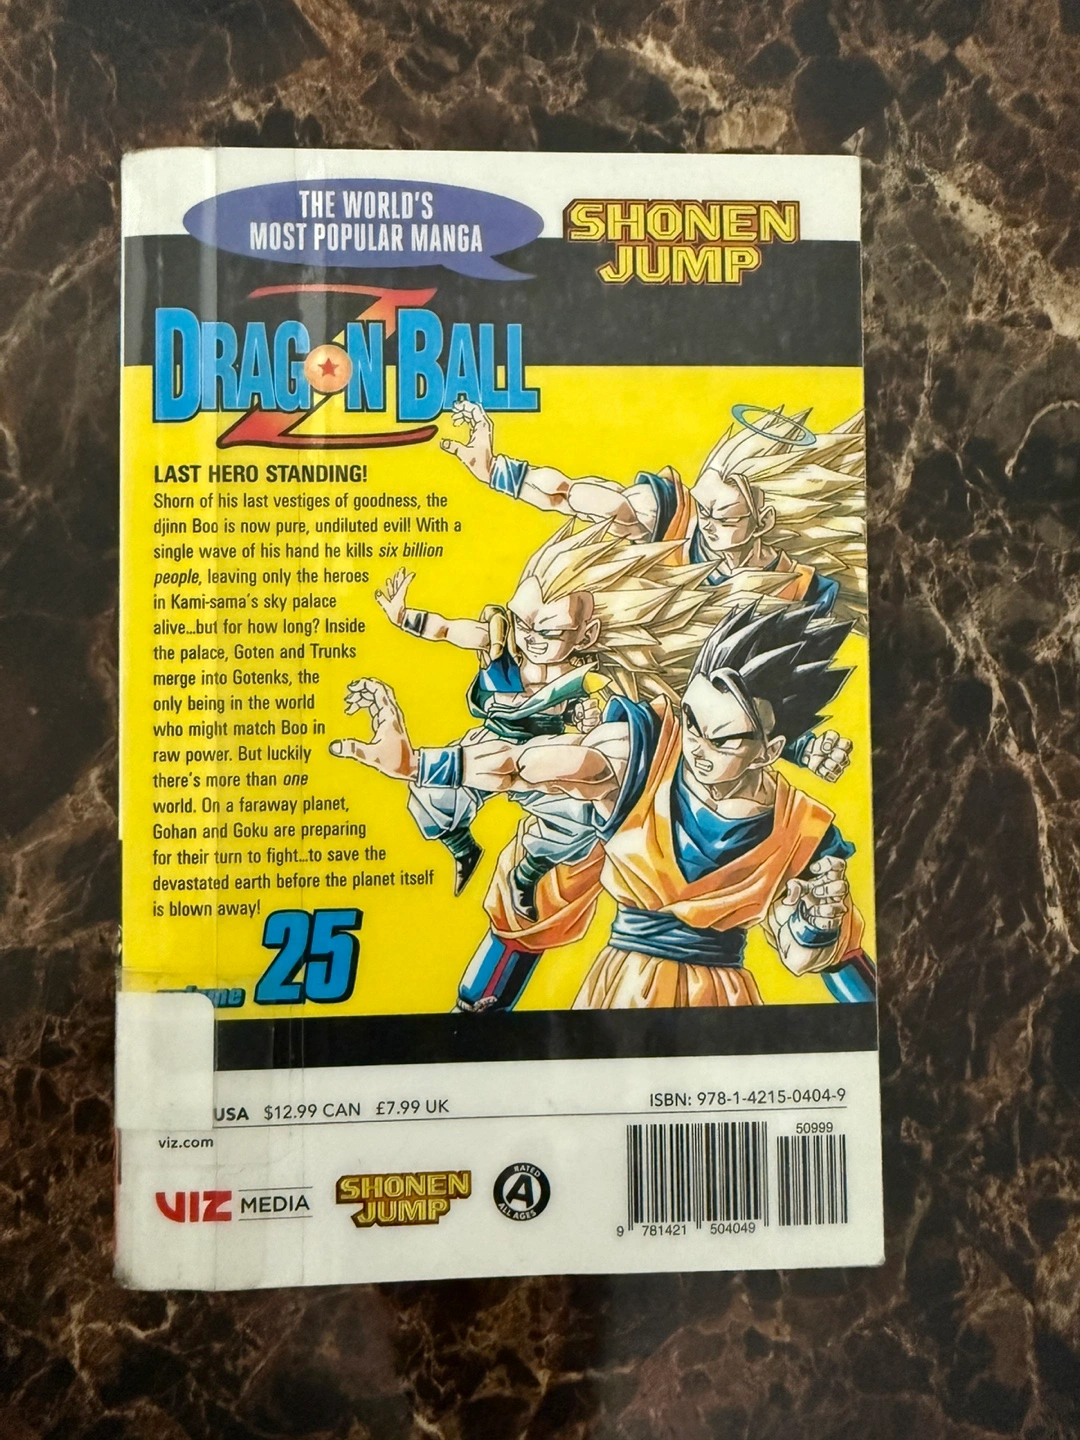 THE WORLD'S
MOST POPULAR MANGA
SHONEN
JUMP
DRAGON BALL
Z
LAST HERO STANDING!
Shorn of his last vestiges of goodness, the
djinn Boo is now pure, undiluted evil! With a
single wave of his hand he kills six billion
people, leaving only the heroes
in Kami-sama's sky palace
alive...but for how long? Inside
the palace, Goten and Trunks
merge into Gotenks, the
only being in the world
who might match Boo in
raw power. But luckily
there's more than one
world. On a faraway planet,
Gohan and Goku are preparing
for their turn to fight...to save the
devastated earth before the planet itself
is blown away!
25
USA $12.99 CAN £7.99 UK
ISBN: 978-1-4215-0404-9
viz.com
50999
VIZ MEDIA
SHONEN
JUMP
RATED
A
ALL AGES
9 781421 504049